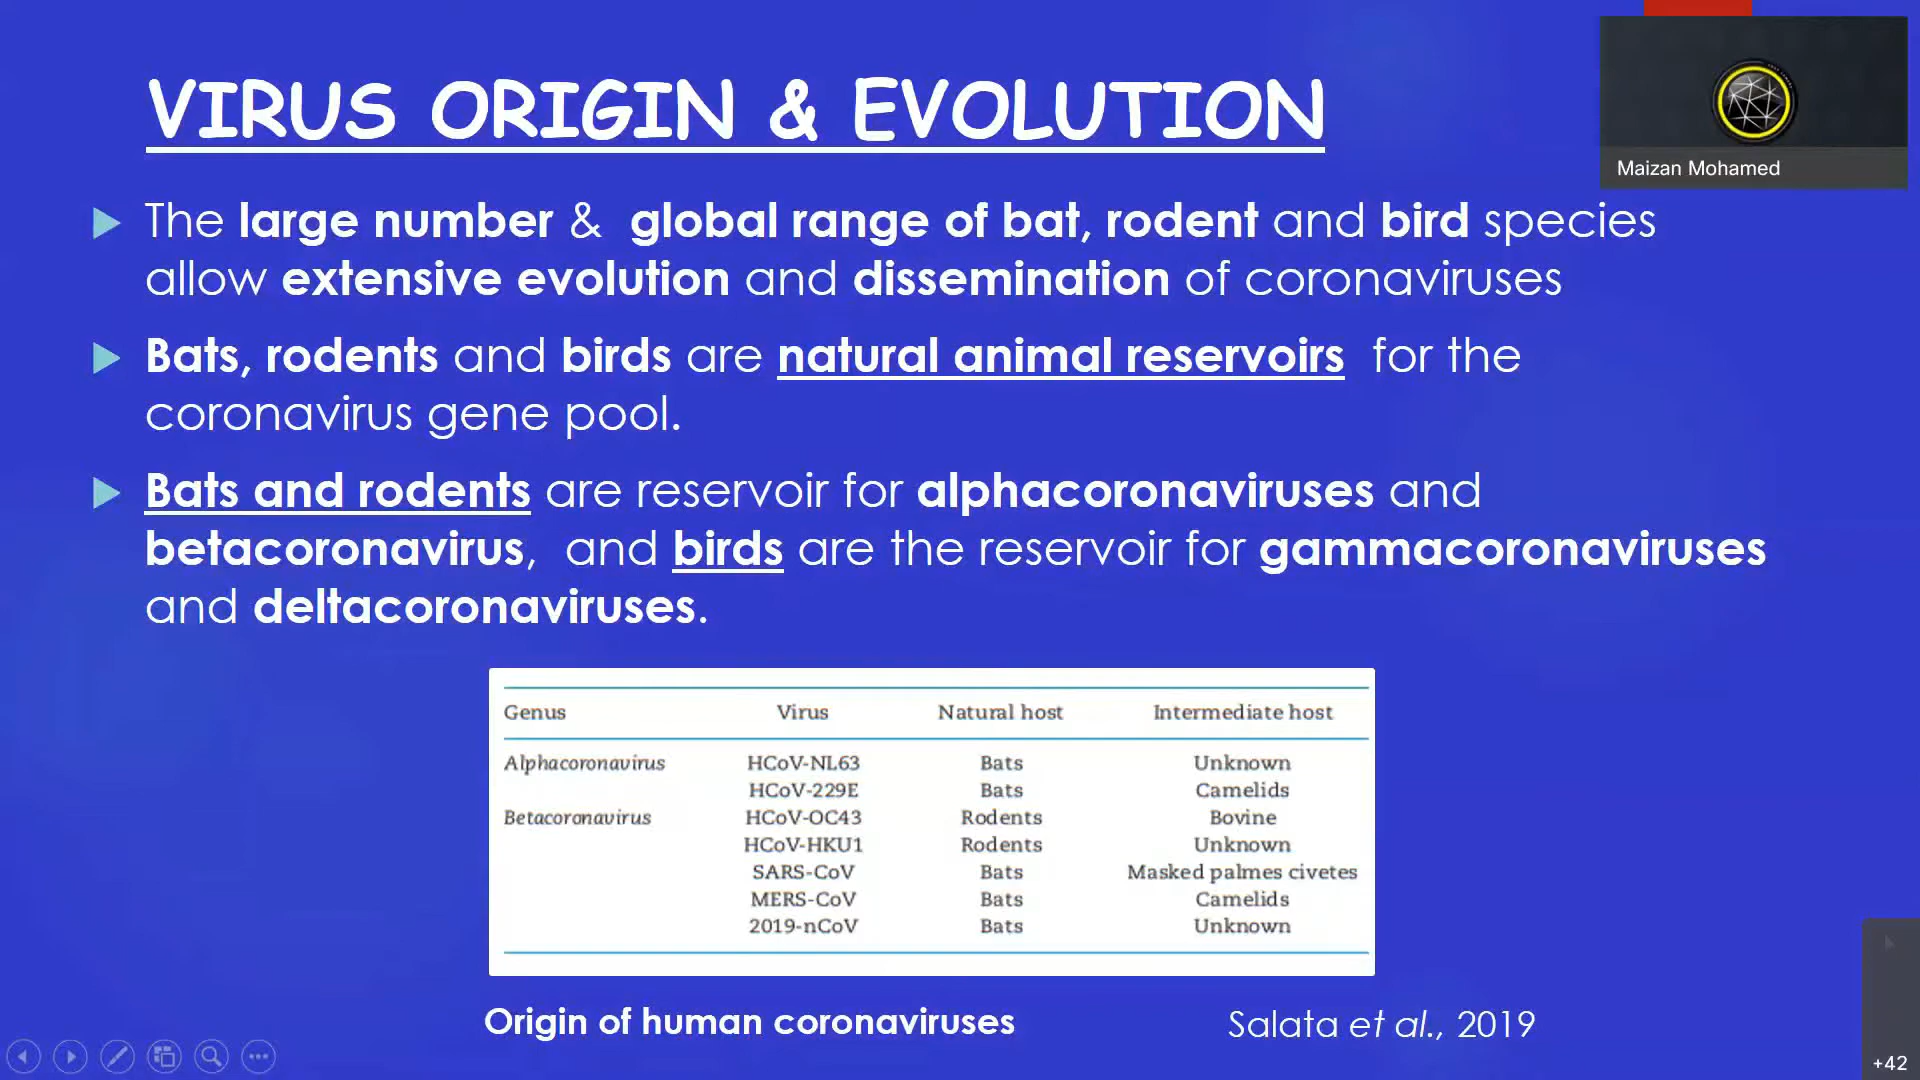 VIRUS ORIGIN & EVOLUTION
Maizan Mohamed
The large number & global range of bat, rodent and bird species
allow extensive evolution and dissemination of coronaviruses
Bats, rodents and birds are natural animal reservoirs for the
coronavirus gene pool.
Bats and rodents are reservoir for alphacoronaviruses and
betacoronavirus, and birds are the reservoir for gammacoronaviruses
and deltacoronaviruses.
Genus Virus Natural host Intermediate host
Alphacoronavirus HCoV-NL63 Bats Unknown
HCoV-229E Bats Camelids
Betacoronavirus HCoV-OC43 Rodents Bovine
HCoV-HKU1 Rodents Unknown
SARS-CoV Bats Masked palmes civetes
MERS-CoV Bats Camelids
2019-nCoV Bats Unknown
Origin of human coronaviruses Salata et al., 2019
+42